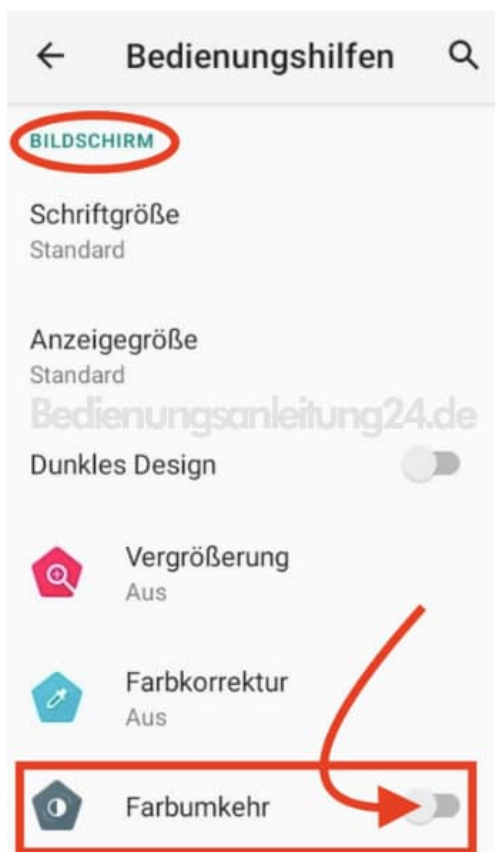 Bedienungshilfen
BILDSCHIRM
Schriftgröße
Standard
Anzeigegröße
Standard
Bedienungsanleitung24.de
Dunkles Design
Vergrößerung
Aus
Farbkorrektur
Aus
Farbumkehr